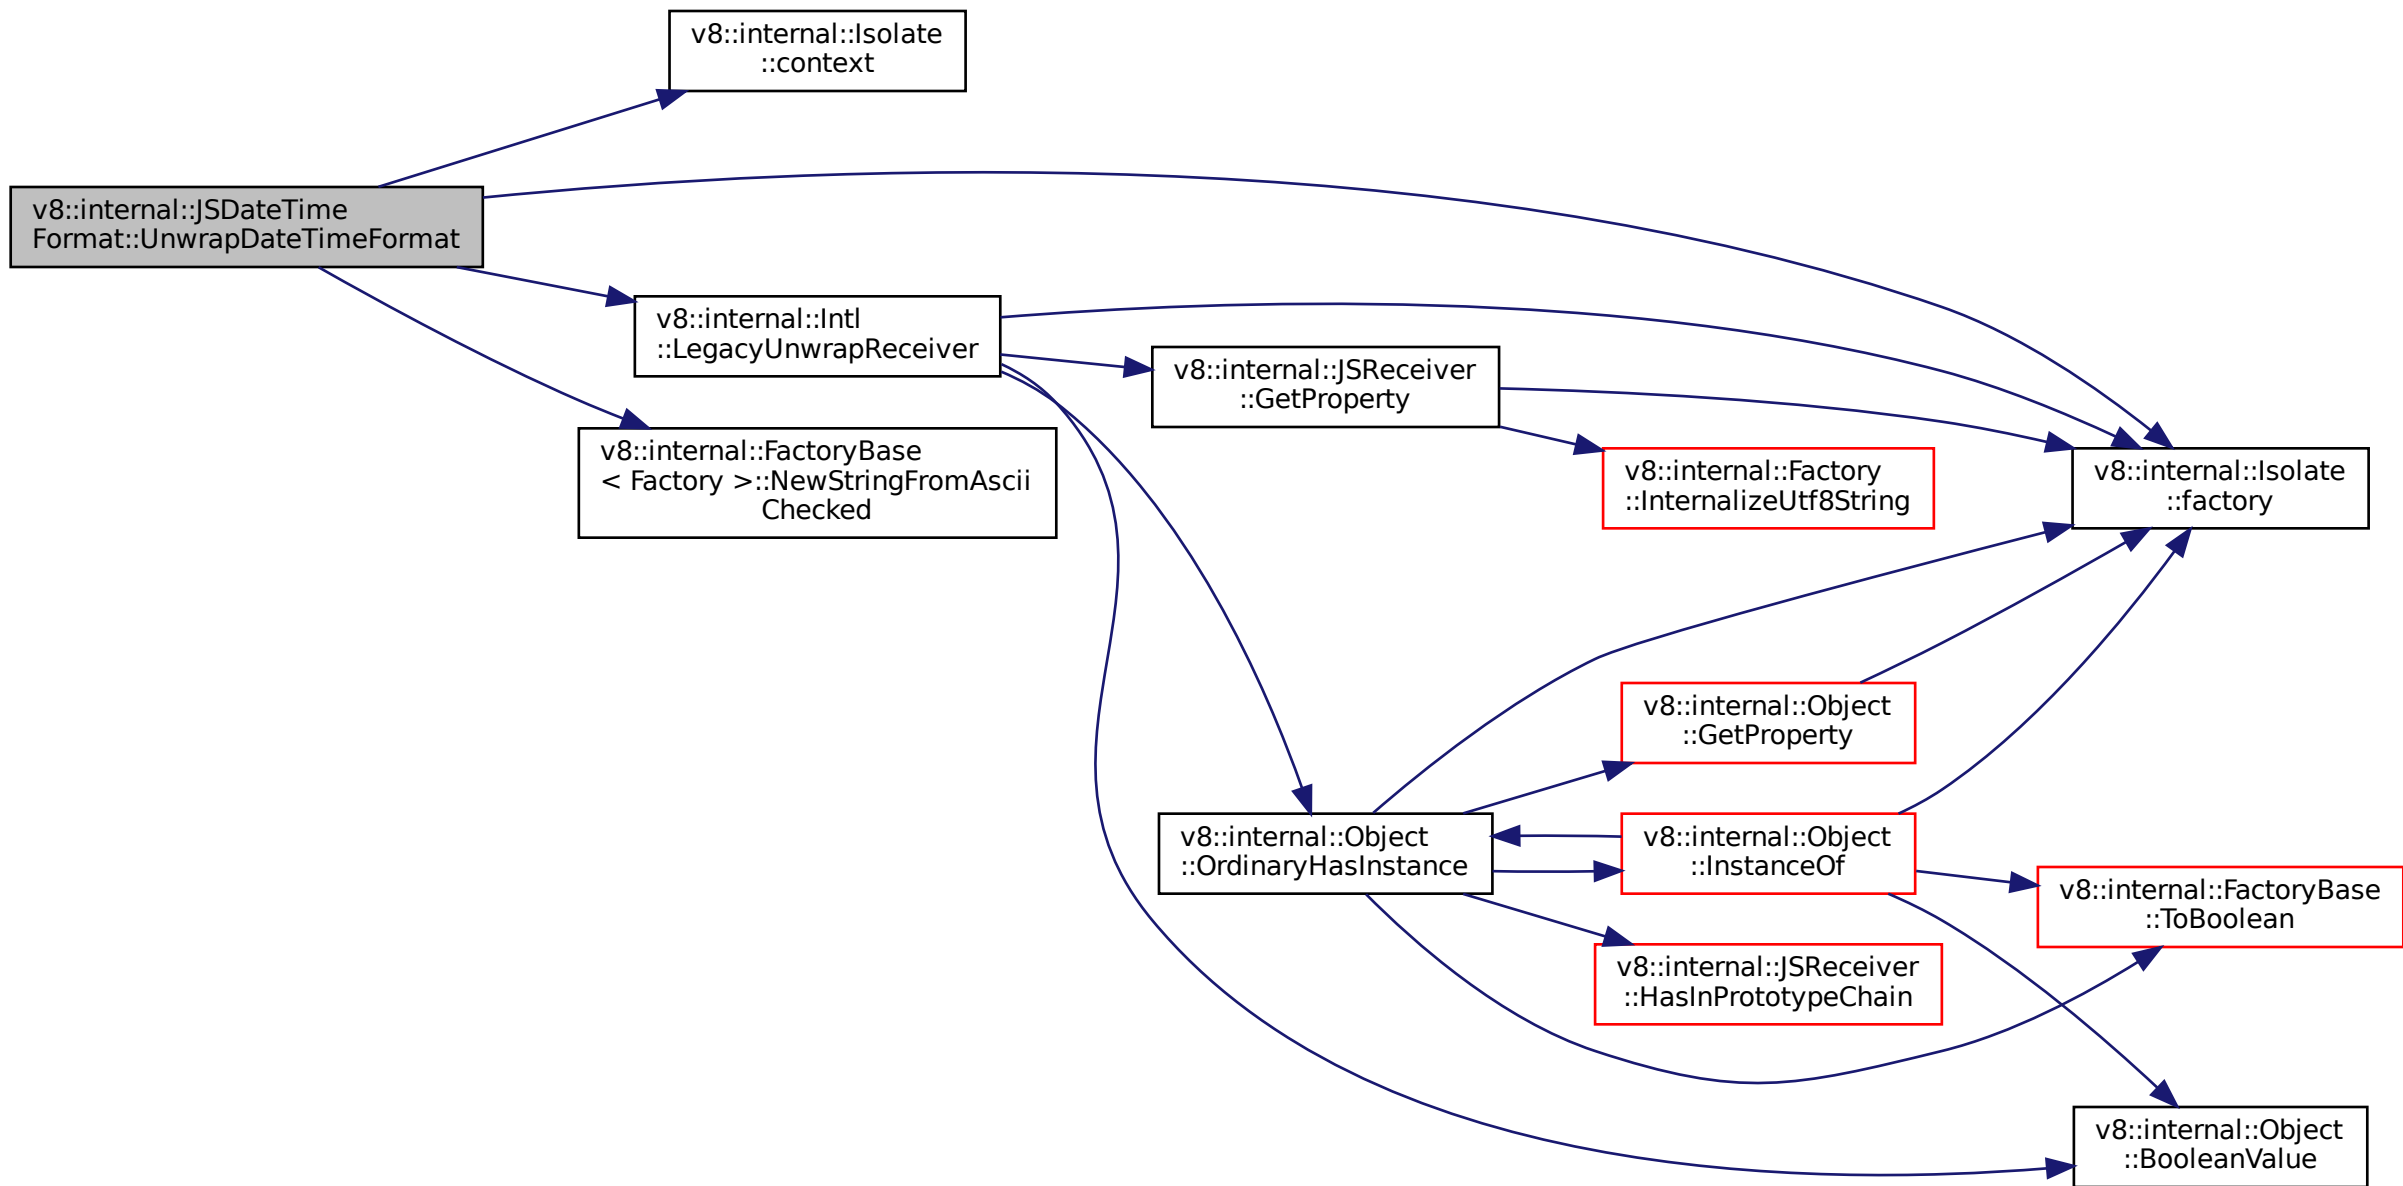 v8::internal::Isolate
::context
v8::internal::JSDateTime
Format::UnwrapDateTimeFormat
v8::internal::Intl
::LegacyUnwrapReceiver
v8::internal::JSReceiver
::GetProperty
v8::internal::FactoryBase
< Factory >::NewStringFromAscii
Checked
v8::internal::Factory
::InternalizeUtf8String
v8::internal::Isolate
::factory
v8::internal::Object
::GetProperty
v8::internal::Object
::OrdinaryHasInstance
v8::internal::Object
::InstanceOf
v8::internal::FactoryBase
::ToBoolean
v8::internal::JSReceiver
::HasInPrototypeChain
v8::internal::Object
::BooleanValue